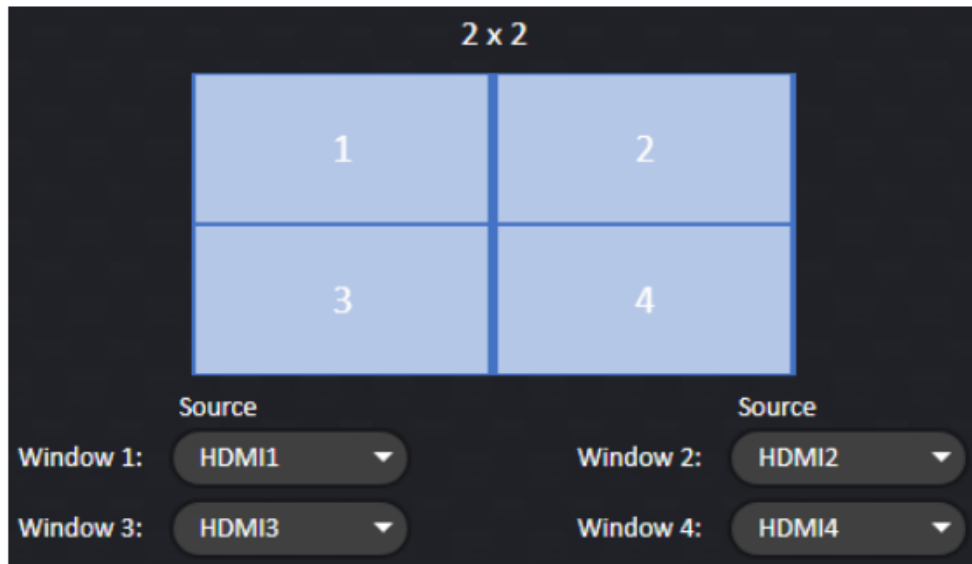 2 x 2
1 2
3 4
Source Source
Window 1: HDMI1 Window 2: HDMI2
Window 3: HDMI3 Window 4: HDMI4